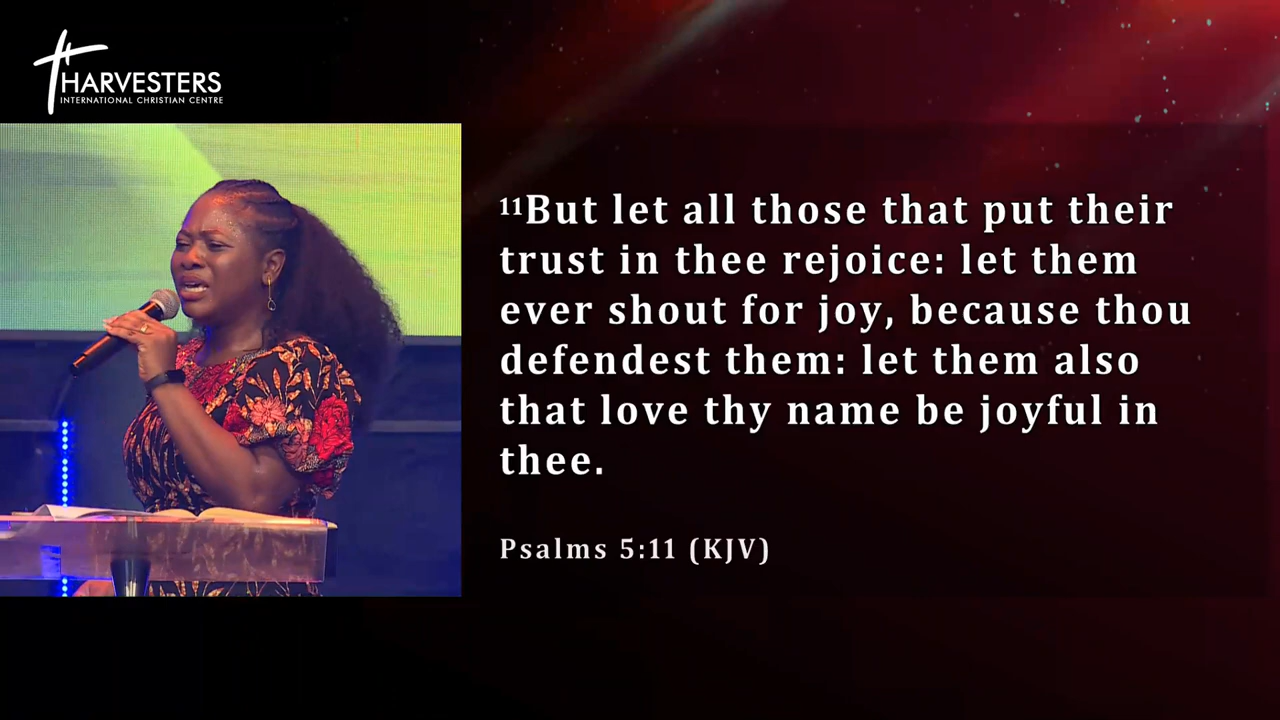 HARVESTERS
INTERNATIONAL CHRISTIAN CENTRE
¹¹But let all those that put their
trust in thee rejoice: let them
ever shout for joy, because thou
defendest them: let them also
that love thy name be joyful in
thee.
Psalms 5:11 (KJV)